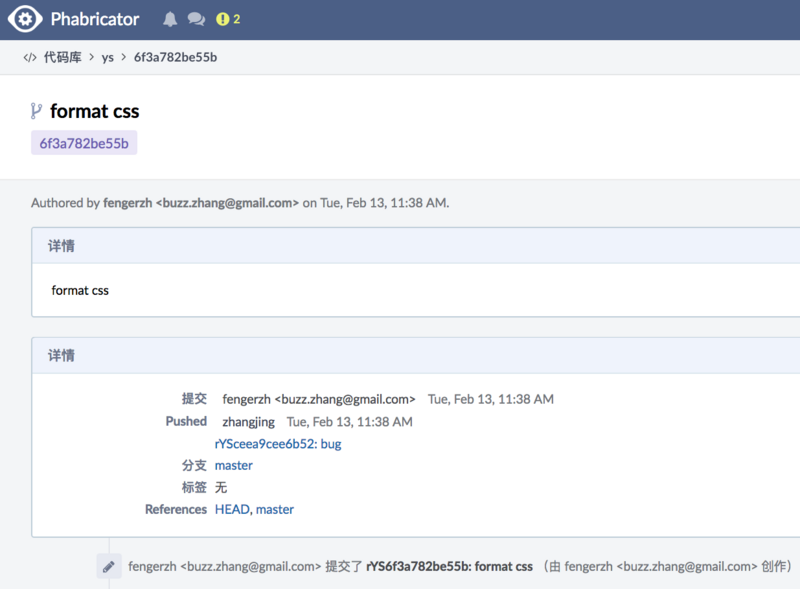 Phabricator 2
</> 代码库 > ys > 6f3a782be55b
format css
6f3a782be55b
Authored by fengerzh <buzz.zhang@gmail.com> on Tue, Feb 13, 11:38 AM.
详情
format css
详情
提交 fengerzh <buzz.zhang@gmail.com> Tue, Feb 13, 11:38 AM
Pushed zhangjing Tue, Feb 13, 11:38 AM
rYSceea9cee6b52: bug
分支 master
标签 无
References HEAD, master
fengerzh <buzz.zhang@gmail.com> 提交了 rYS6f3a782be55b: format css （由 fengerzh <buzz.zhang@gmail.com> 创作）